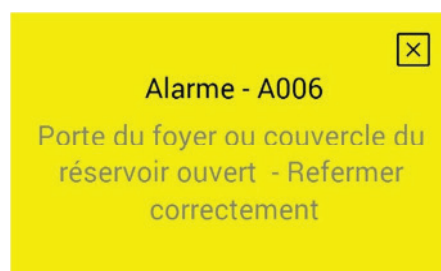 Alarme - A006
Porte du foyer ou couvercle du
réservoir ouvert - Refermer
correctement